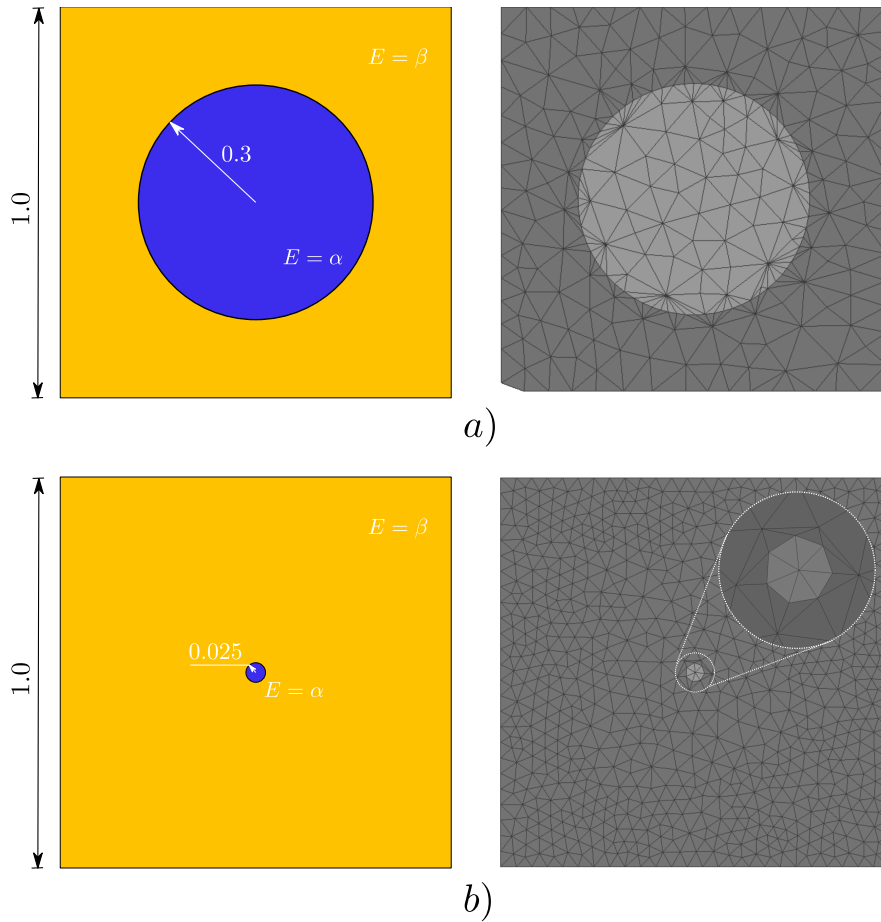 E = β
0.3
1.0
E = α
a)
E = β
0.025
1.0
E = α
b)